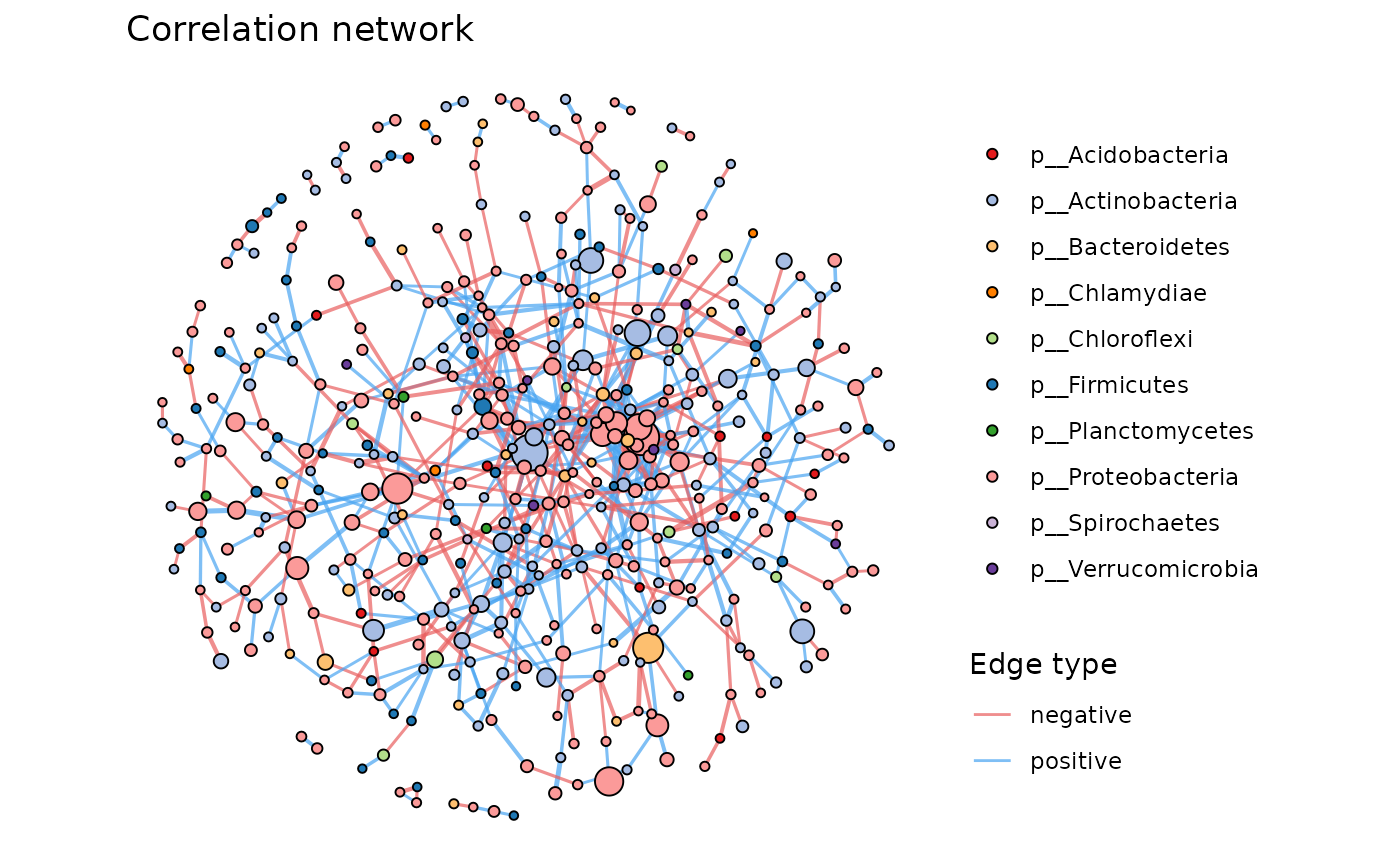 Correlation network
p__Acidobacteria
p__Actinobacteria
p__Bacteroidetes
p__Chlamydiae
p__Chloroflexi
p__Firmicutes
p__Planctomycetes
p__Proteobacteria
p__Spirochaetes
p__Verrucomicrobia
Edge type
negative
positive